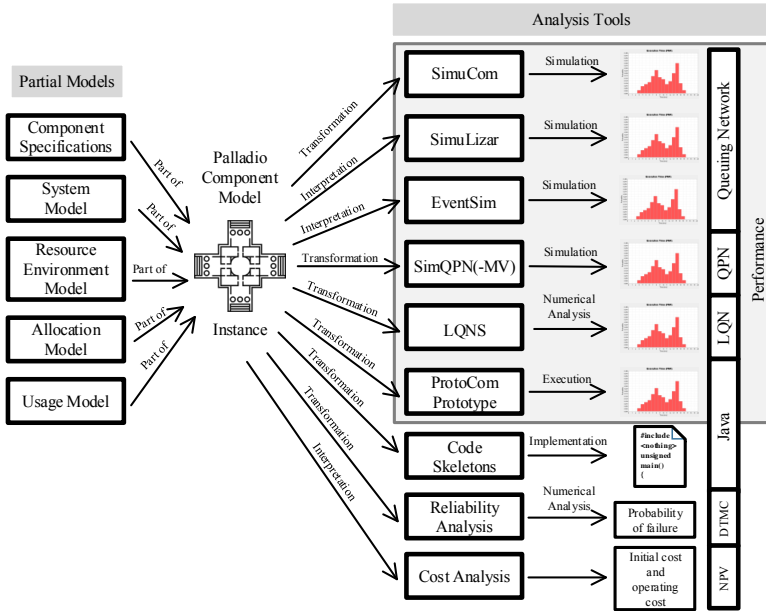 Analysis Tools
Partial Models
Component
Specifications
System
Model
Resource
Environment
Model
Allocation
Model
Usage Model
Part of
Part of
Part of
Part of
Part of
Palladio
Component
Model
Instance
Transformation
Interpretation
Interpretation
Transformation
Transformation
Transformation
Transformation
Transformation
Interpretation
SimuCom
Simulation
SimuLizar
Simulation
EventSim
Simulation
SimQPN(-MV)
Simulation
LQNS
Numerical
Analysis
ProtoCom
Prototype
Execution
Code
Skeletons
Implementation
#include
<nothing>
unsigned
main()
{
Reliability
Analysis
Numerical
Analysis
Probability
of failure
Cost Analysis
Initial cost
and
operating
cost
Queuing Network
QPN
LQN
Java
DTMC
NPV
Performance